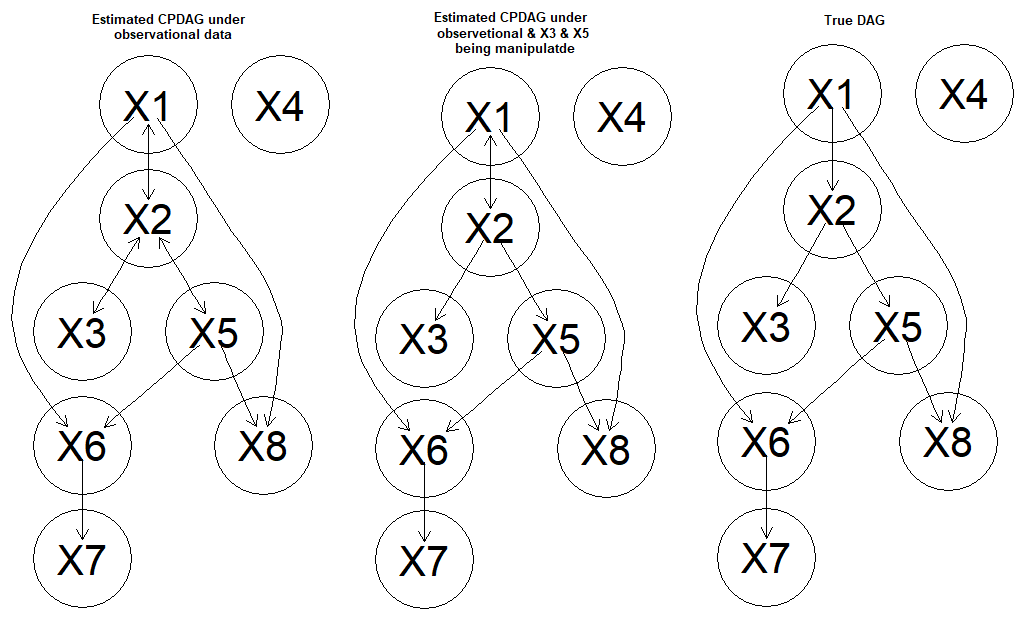 Estimated CPDAG under
observational data
X1
X4
X2
X3
X5
X6
X8
X7
Estimated CPDAG under
observetional & X3 & X5
being manipulatde
X1
X4
X2
X3
X5
X6
X8
X7
True DAG
X1
X4
X2
X3
X5
X6
X8
X7